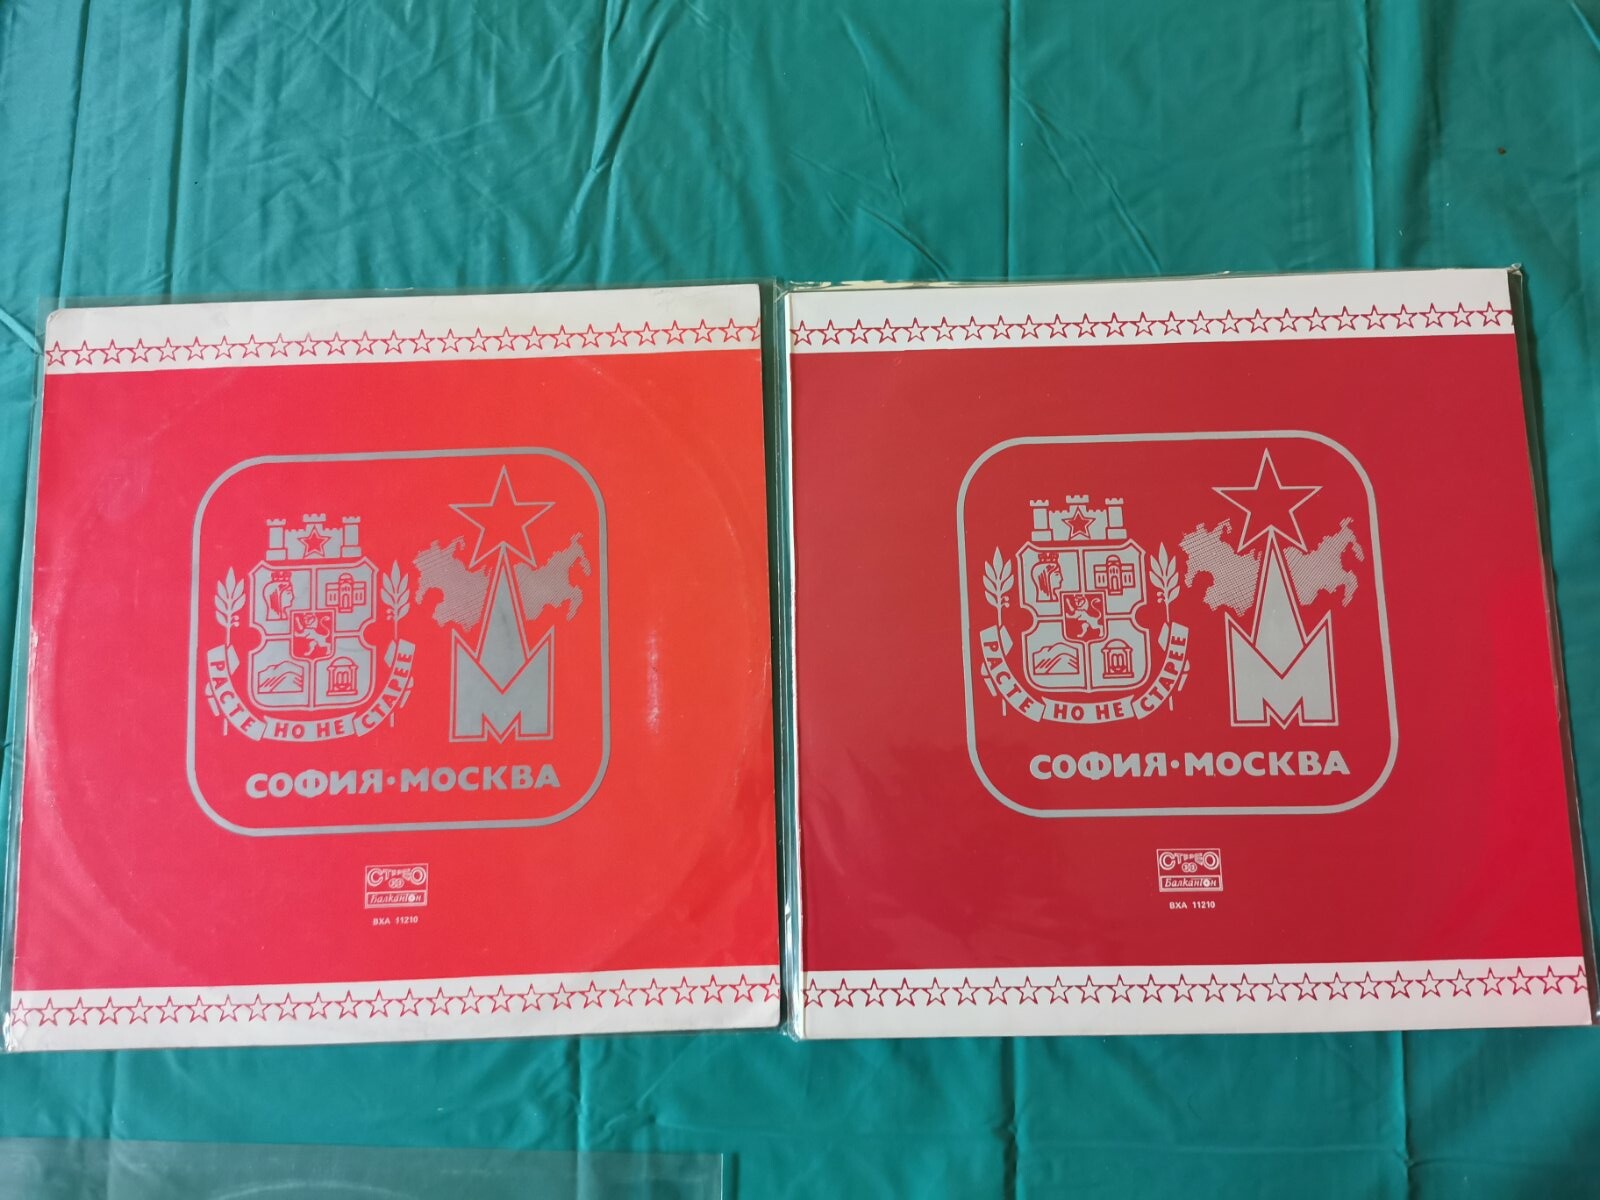 РАСТЕ НО НЕ СТАРЕЕ
М
СОФИЯ·МОСКВА
СТЕРЕО
Балкантон
ВХА 11210
РАСТЕ НО НЕ СТАРЕЕ
М
СОФИЯ·МОСКВА
СТЕРЕО
Балкантон
ВХА 11210